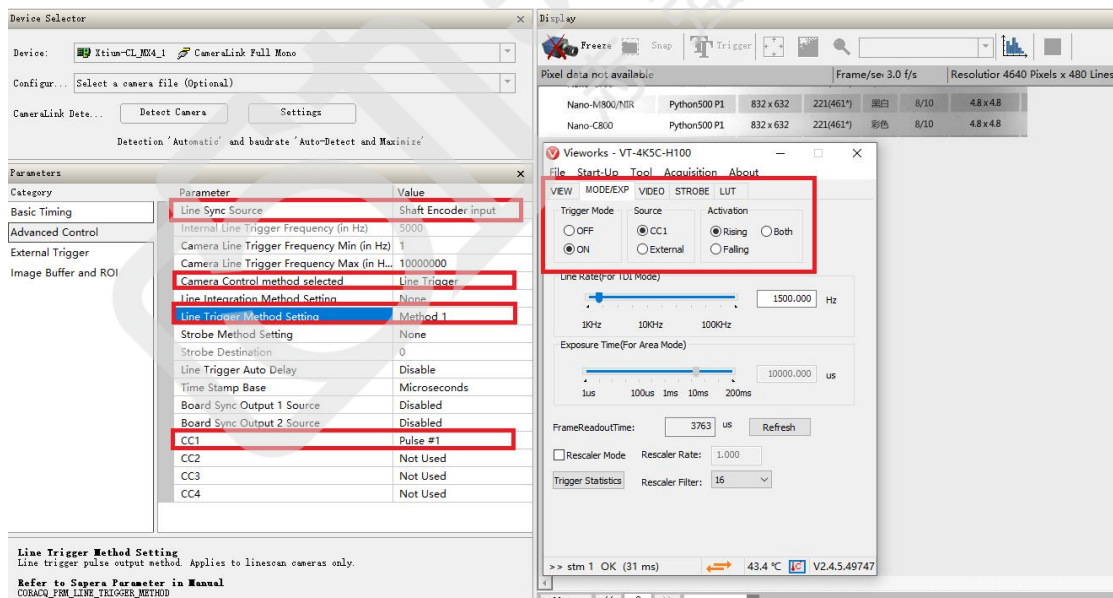 Device Selector
Device: Xtium-CL_MX4_1 CameraLink Full Mono
Configur... Select a camera file (Optional)
CameraLink Dete... Detect Camera Settings
Detection 'Automatic' and baudrate 'Auto-Detect and Maximize'
Parameters
Category
Basic Timing
Advanced Control
External Trigger
Image Buffer and ROI
Parameter Value
Line Sync Source Shaft Encoder input
Internal Line Trigger Frequency (in Hz) 5000
Camera Line Trigger Frequency Min (in Hz) 1
Camera Line Trigger Frequency Max (in H... 10000000
Camera Control method selected Line Trigger
Line Integration Method Setting None
Line Trigger Method Setting Method 1
Strobe Method Setting None
Strobe Destination 0
Line Trigger Auto Delay Disable
Time Stamp Base Microseconds
Board Sync Output 1 Source Disabled
Board Sync Output 2 Source Disabled
CC1 Pulse #1
CC2 Not Used
CC3 Not Used
CC4 Not Used
Line Trigger Method Setting
Line trigger pulse output method. Applies to linescan cameras only.
Refer to Sapera Parameter in Manual
CORACQ_PRM_LINE_TRIGGER_METHOD
Display
Freeze Snap Trigger
Pixel data not available Frame/sec 3.0 f/s Resolutior 4640 Pixels x 480 Lines
Nano-M800/NIR Python500 P1 832 x 632 221(461*) 黑白 8/10 4.8 x 4.8
Nano-C800 Python500 P1 832 x 632 221(461*) 彩色 8/10 4.8 x 4.8
Vieworks - VT-4K5C-H100
File Start-Up Tool Acquisition About
VIEW MODE/EXP VIDEO STROBE LUT
Trigger Mode Source Activation
OFF CC1 Rising Both
ON External Falling
Line Rate(For TDI Mode)
1500.000 Hz
1KHz 10KHz 100KHz
Exposure Time(For Area Mode)
10000.000 us
1us 100us 1ms 10ms 200ms
FrameReadoutTime: 3763 us Refresh
Rescaler Mode Rescaler Rate: 1.000
Trigger Statistics Rescaler Filter: 16
>> stm 1 OK (31 ms) 43.4 ℃ V2.4.5.49747